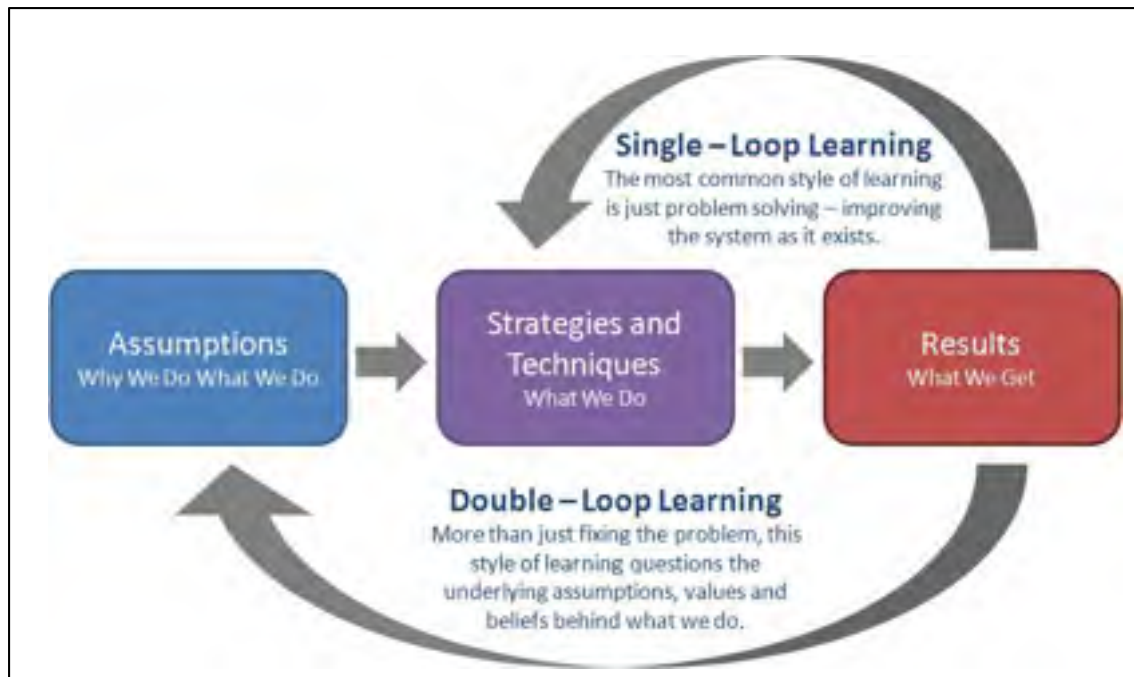 Single – Loop Learning
The most common style of learning
is just problem solving – improving
the system as it exists.
Assumptions
Why We Do What We Do
Strategies and
Techniques
What We Do
Results
What We Get
Double – Loop Learning
More than just fixing the problem, this
style of learning questions the
underlying assumptions, values and
beliefs behind what we do.